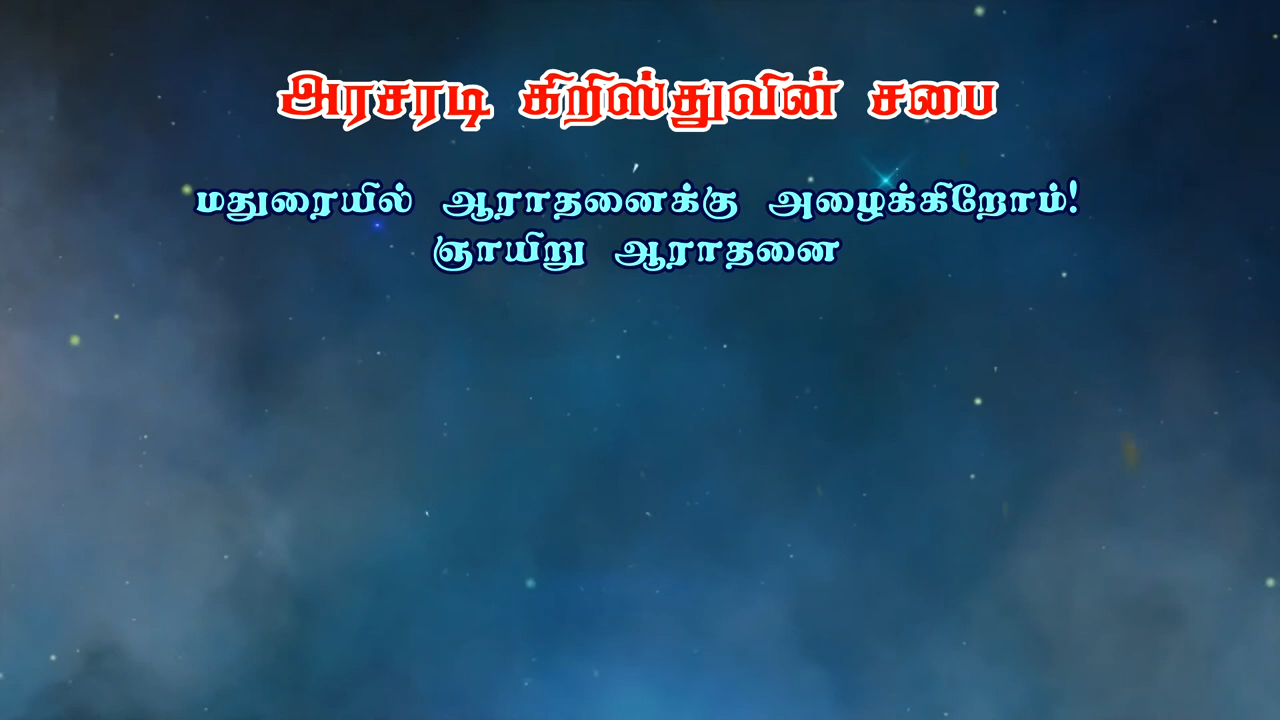 அரசரடி கிறிஸ்துவின் சபை
மதுரையில் ஆராதனைக்கு அழைக்கிறோம்!
ஞாயிறு ஆராதனை